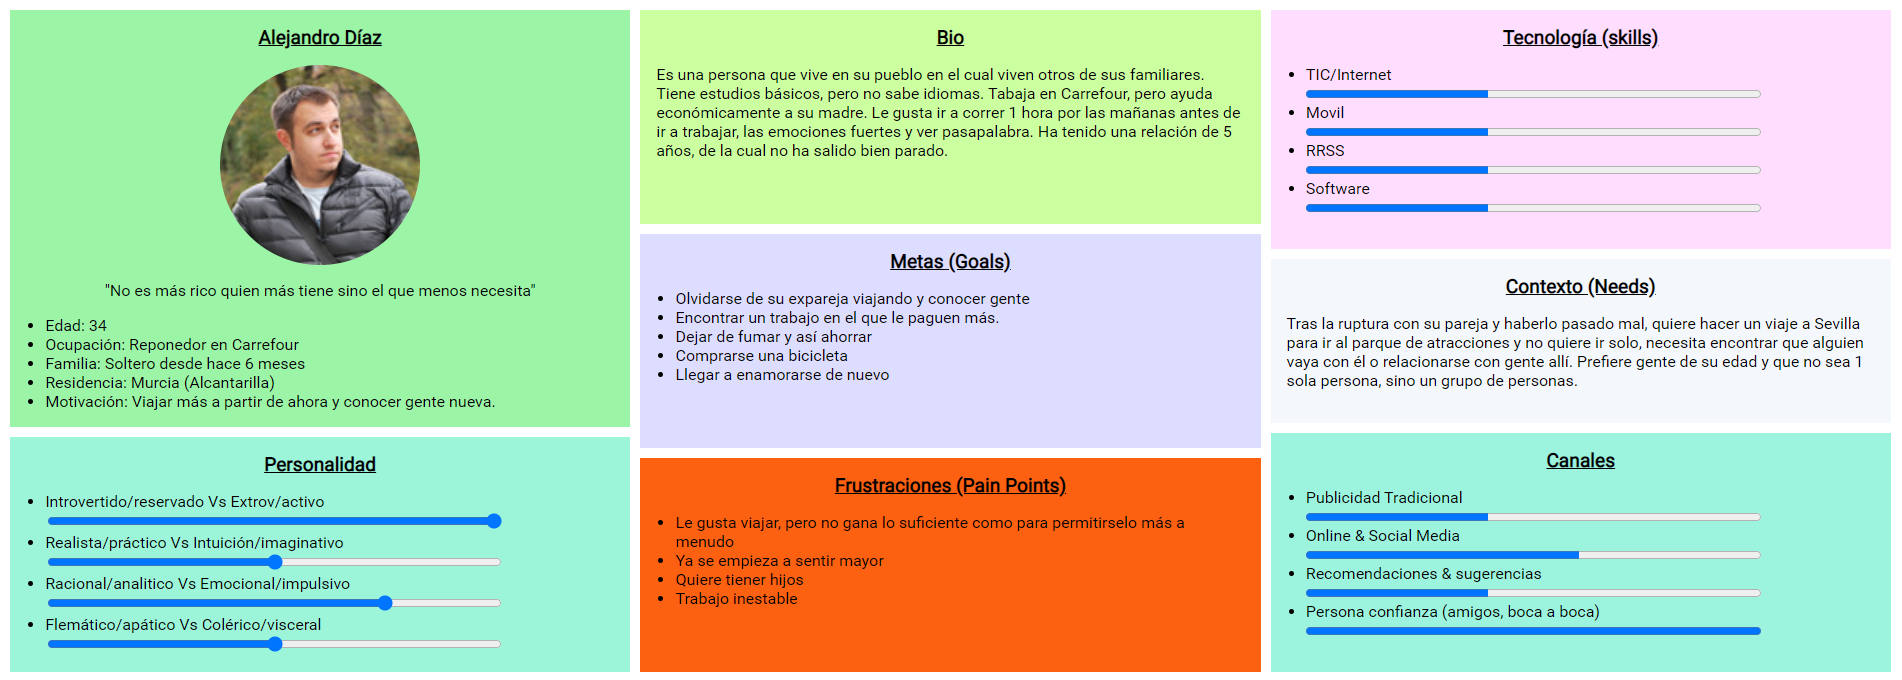 Alejandro Díaz
"No es más rico quien más tiene sino el que menos necesita"
Edad: 34
Ocupación: Reponedor en Carrefour
Familia: Soltero desde hace 6 meses
Residencia: Murcia (Alcantarilla)
Motivación: Viajar más a partir de ahora y conocer gente nueva.
Personalidad
Introvertido/reservado Vs Extrov/activo
Realista/práctico Vs Intuición/imaginativo
Racional/analitico Vs Emocional/impulsivo
Flemático/apático Vs Colérico/visceral
Bio
Es una persona que vive en su pueblo en el cual viven otros de sus familiares.
Tiene estudios básicos, pero no sabe idiomas. Tabaja en Carrefour, pero ayuda
económicamente a su madre. Le gusta ir a correr 1 hora por las mañanas antes de
ir a trabajar, las emociones fuertes y ver pasapalabra. Ha tenido una relación de 5
años, de la cual no ha salido bien parado.
Metas (Goals)
Olvidarse de su expareja viajando y conocer gente
Encontrar un trabajo en el que le paguen más.
Dejar de fumar y así ahorrar
Comprarse una bicicleta
Llegar a enamorarse de nuevo
Frustraciones (Pain Points)
Le gusta viajar, pero no gana lo suficiente como para permitirselo más a
menudo
Ya se empieza a sentir mayor
Quiere tiener hijos
Trabajo inestable
Tecnología (skills)
TIC/Internet
Movil
RRSS
Software
Contexto (Needs)
Tras la ruptura con su pareja y haberlo pasado mal, quiere hacer un viaje a Sevilla
para ir al parque de atracciones y no quiere ir solo, necesita encontrar que alguien
vaya con él o relacionarse con gente allí. Prefiere gente de su edad y que no sea 1
sola persona, sino un grupo de personas.
Canales
Publicidad Tradicional
Online & Social Media
Recomendaciones & sugerencias
Persona confianza (amigos, boca a boca)